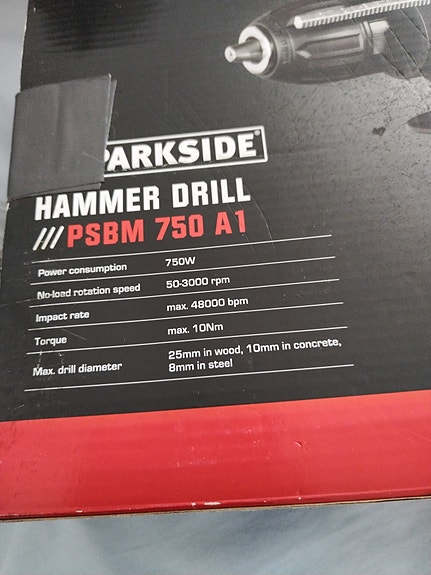 PARKSIDE®
HAMMER DRILL
/// PSBM 750 A1
Power consumption 750W
No-load rotation speed 50-3000 rpm
Impact rate max. 48000 bpm
Torque max. 10Nm
Max. drill diameter 25mm in wood, 10mm in concrete,
8mm in steel